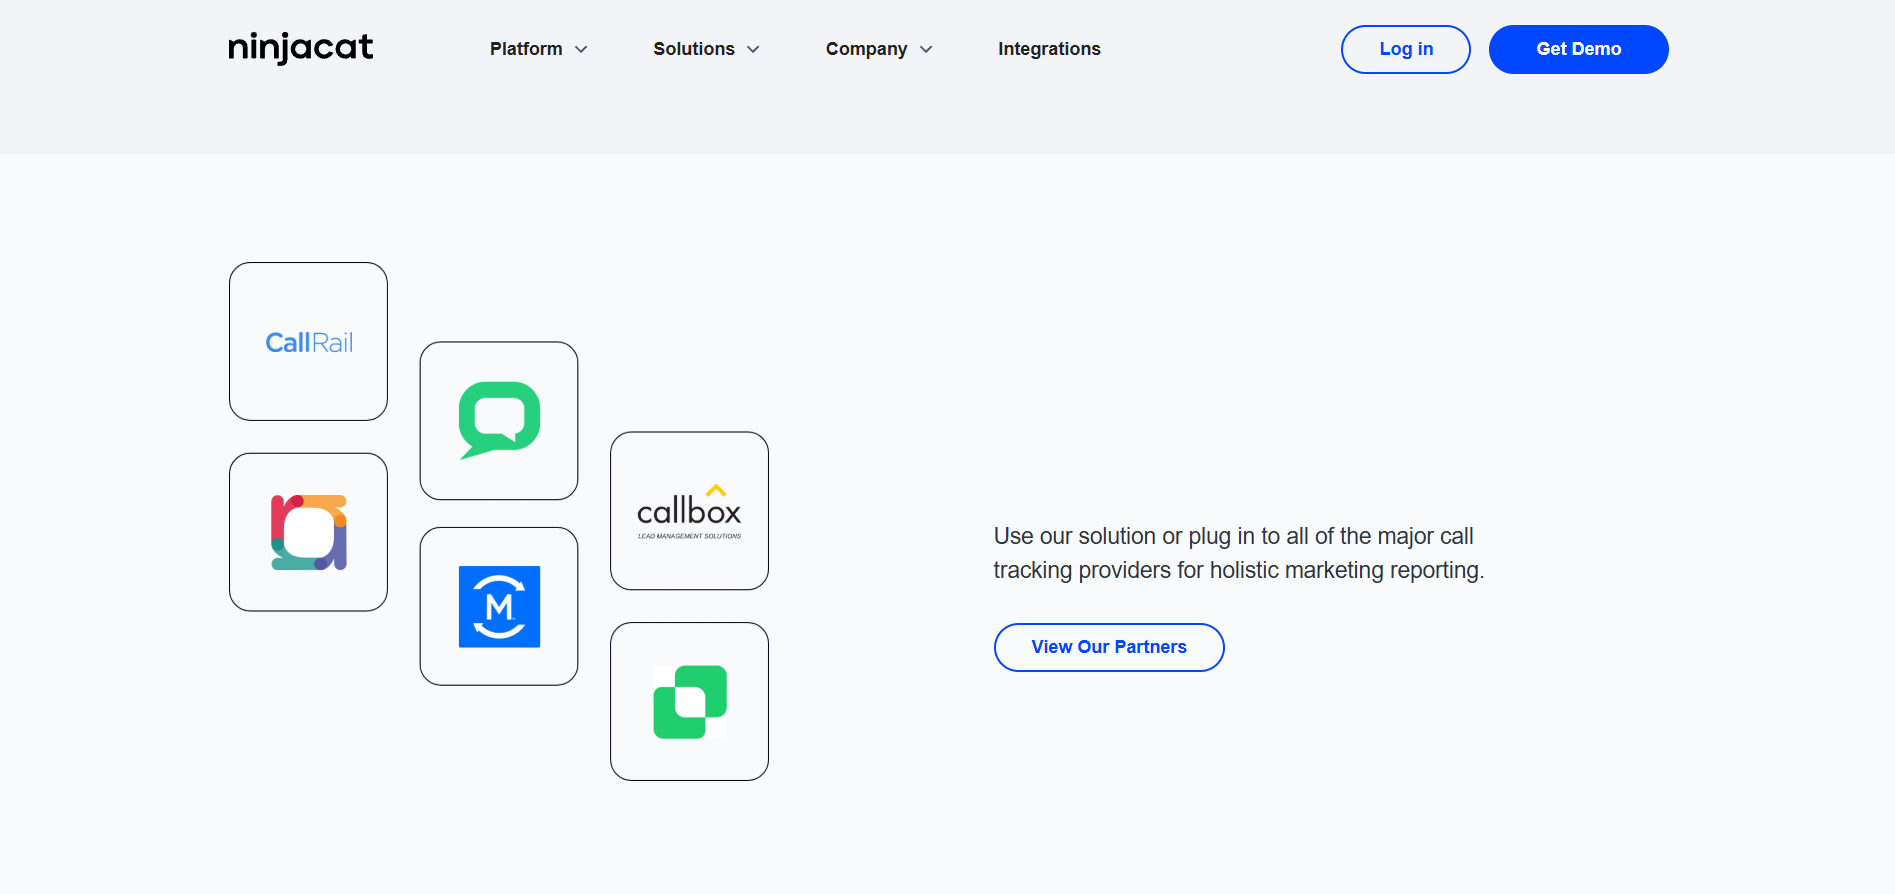 ninjacat
Platform
Solutions
Company
Integrations
Log in
Get Demo
CallRail
callbox
LEAD MANAGEMENT SOLUTIONS
M
Use our solution or plug in to all of the major call
tracking providers for holistic marketing reporting.
View Our Partners